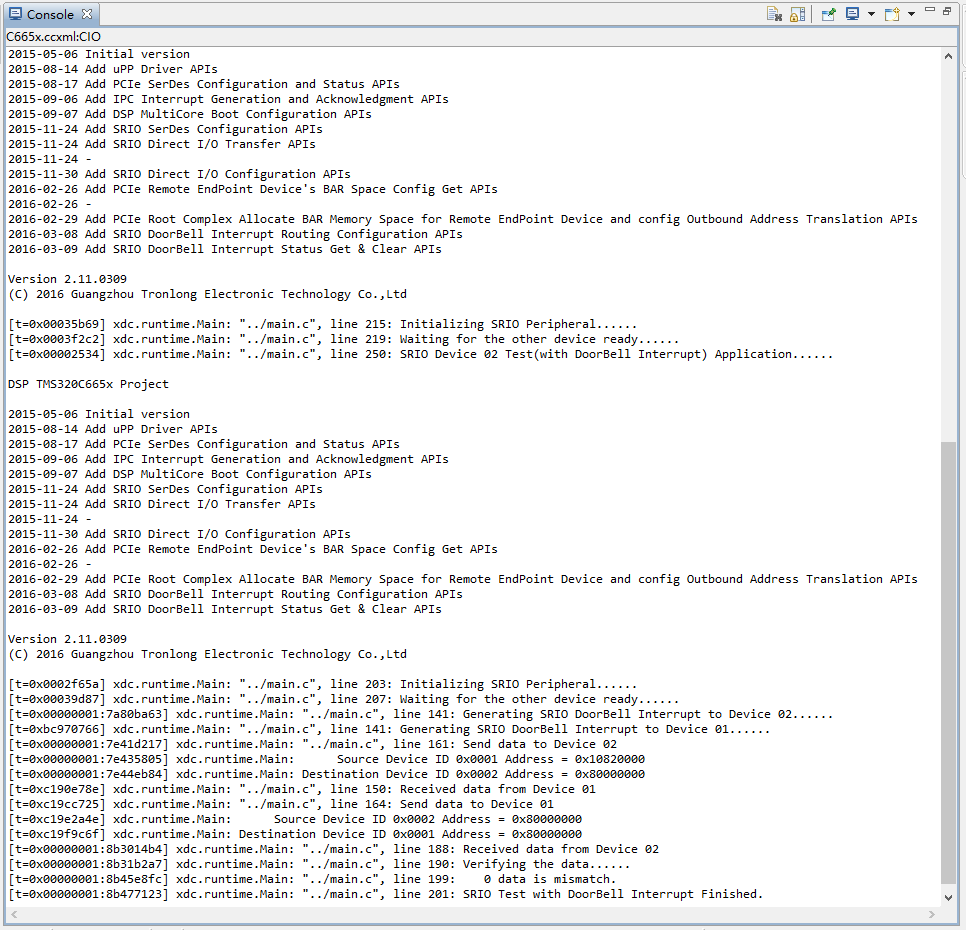 Console
C665x.ccxml:CIO
2015-05-06 Initial version
2015-08-14 Add uPP Driver APIs
2015-08-17 Add PCIe SerDes Configuration and Status APIs
2015-09-06 Add IPC Interrupt Generation and Acknowledgment APIs
2015-09-07 Add DSP MultiCore Boot Configuration APIs
2015-11-24 Add SRIO SerDes Configuration APIs
2015-11-24 Add SRIO Direct I/O Transfer APIs
2015-11-24 -
2015-11-30 Add SRIO Direct I/O Configuration APIs
2016-02-26 Add PCIe Remote EndPoint Device's BAR Space Config Get APIs
2016-02-26 -
2016-02-29 Add PCIe Root Complex Allocate BAR Memory Space for Remote EndPoint Device and config Outbound Address Translation APIs
2016-03-08 Add SRIO DoorBell Interrupt Routing Configuration APIs
2016-03-09 Add SRIO DoorBell Interrupt Status Get & Clear APIs
Version 2.11.0309
(C) 2016 Guangzhou Tronlong Electronic Technology Co.,Ltd
[t=0x00035b69] xdc.runtime.Main: "../main.c", line 215: Initializing SRIO Peripheral......
[t=0x0003f2c2] xdc.runtime.Main: "../main.c", line 219: Waiting for the other device ready......
[t=0x00002534] xdc.runtime.Main: "../main.c", line 250: SRIO Device 02 Test(with DoorBell Interrupt) Application......
DSP TMS320C665x Project
2015-05-06 Initial version
2015-08-14 Add uPP Driver APIs
2015-08-17 Add PCIe SerDes Configuration and Status APIs
2015-09-06 Add IPC Interrupt Generation and Acknowledgment APIs
2015-09-07 Add DSP MultiCore Boot Configuration APIs
2015-11-24 Add SRIO SerDes Configuration APIs
2015-11-24 Add SRIO Direct I/O Transfer APIs
2015-11-24 -
2015-11-30 Add SRIO Direct I/O Configuration APIs
2016-02-26 Add PCIe Remote EndPoint Device's BAR Space Config Get APIs
2016-02-26 -
2016-02-29 Add PCIe Root Complex Allocate BAR Memory Space for Remote EndPoint Device and config Outbound Address Translation APIs
2016-03-08 Add SRIO DoorBell Interrupt Routing Configuration APIs
2016-03-09 Add SRIO DoorBell Interrupt Status Get & Clear APIs
Version 2.11.0309
(C) 2016 Guangzhou Tronlong Electronic Technology Co.,Ltd
[t=0x0002f65a] xdc.runtime.Main: "../main.c", line 203: Initializing SRIO Peripheral......
[t=0x00039d87] xdc.runtime.Main: "../main.c", line 207: Waiting for the other device ready......
[t=0x00000001:7a80ba63] xdc.runtime.Main: "../main.c", line 141: Generating SRIO DoorBell Interrupt to Device 02......
[t=0xbc970766] xdc.runtime.Main: "../main.c", line 141: Generating SRIO DoorBell Interrupt to Device 01......
[t=0x00000001:7e41d217] xdc.runtime.Main: "../main.c", line 161: Send data to Device 02
[t=0x00000001:7e435805] xdc.runtime.Main:      Source Device ID 0x0001 Address = 0x10820000
[t=0x00000001:7e44eb84] xdc.runtime.Main: Destination Device ID 0x0002 Address = 0x80000000
[t=0xc190e78e] xdc.runtime.Main: "../main.c", line 150: Received data from Device 01
[t=0xc19cc725] xdc.runtime.Main: "../main.c", line 164: Send data to Device 01
[t=0xc19e2a4e] xdc.runtime.Main:      Source Device ID 0x0002 Address = 0x80000000
[t=0xc19f9c6f] xdc.runtime.Main: Destination Device ID 0x0001 Address = 0x80000000
[t=0x00000001:8b3014b4] xdc.runtime.Main: "../main.c", line 188: Received data from Device 02
[t=0x00000001:8b31b2a7] xdc.runtime.Main: "../main.c", line 190: Verifying the data......
[t=0x00000001:8b45e8fc] xdc.runtime.Main: "../main.c", line 199:   0 data is mismatch.
[t=0x00000001:8b477123] xdc.runtime.Main: "../main.c", line 201: SRIO Test with DoorBell Interrupt Finished.